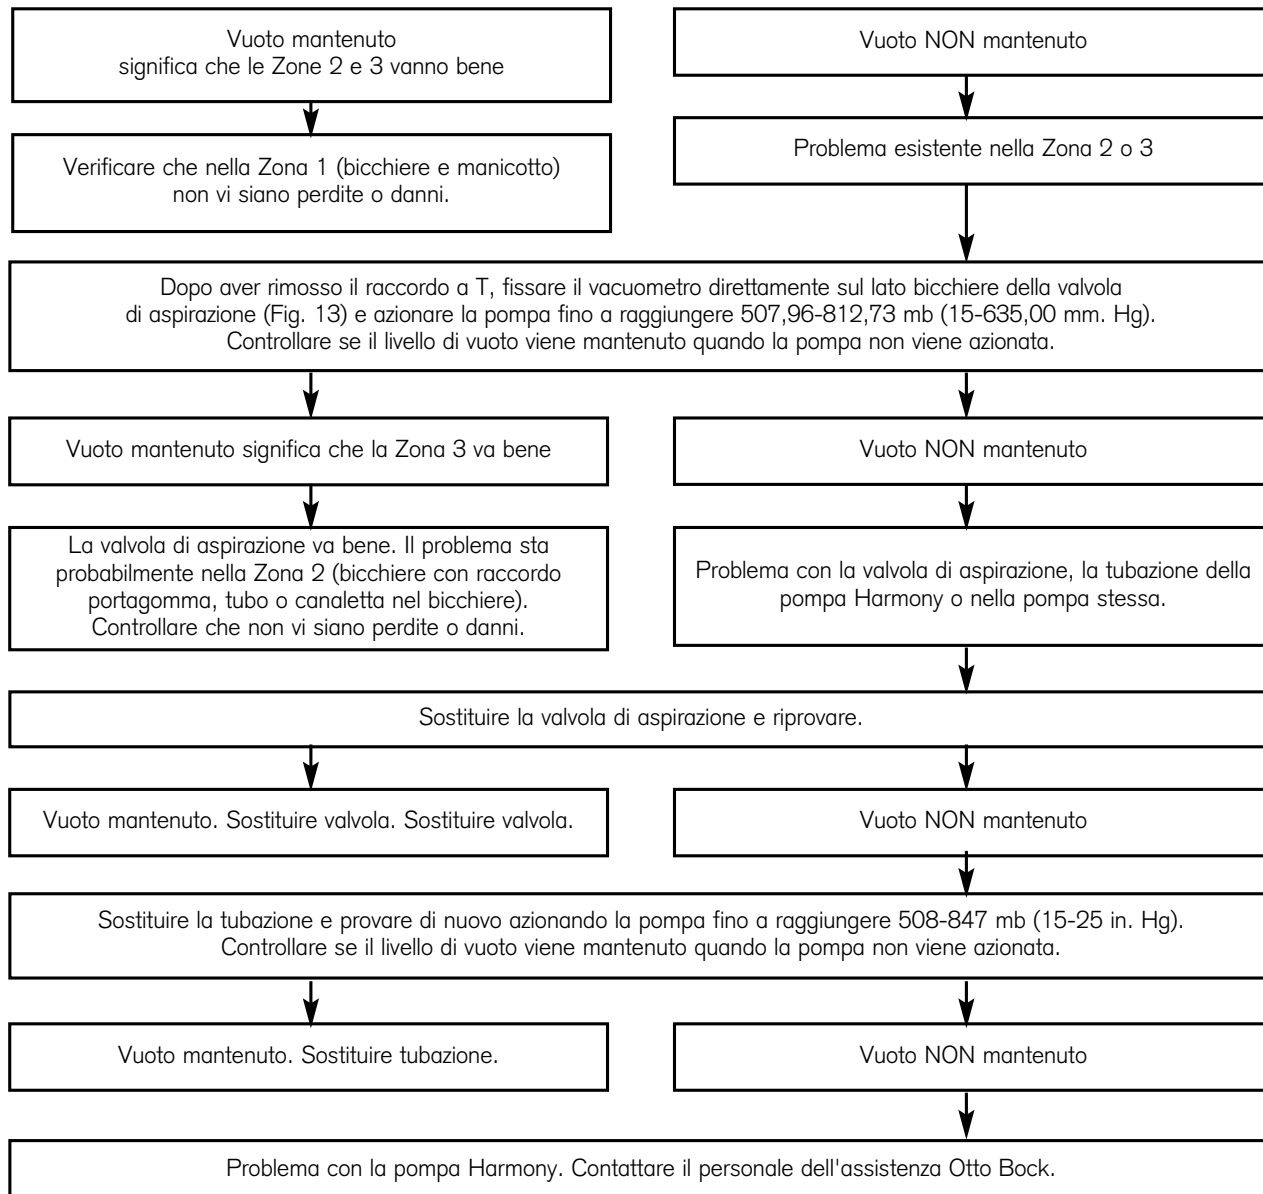 Vuoto mantenuto
significa che le Zone 2 e 3 vanno bene
Vuoto NON mantenuto
Verificare che nella Zona 1 (bicchiere e manicotto)
non vi siano perdite o danni.
Problema esistente nella Zona 2 o 3
Dopo aver rimosso il raccordo a T, fissare il vacuometro direttamente sul lato bicchiere della valvola
di aspirazione (Fig. 13) e azionare la pompa fino a raggiungere 507,96-812,73 mb (15-635,00 mm. Hg).
Controllare se il livello di vuoto viene mantenuto quando la pompa non viene azionata.
Vuoto mantenuto significa che la Zona 3 va bene
Vuoto NON mantenuto
La valvola di aspirazione va bene. Il problema sta
probabilmente nella Zona 2 (bicchiere con raccordo
portagomma, tubo o canaletta nel bicchiere).
Controllare che non vi siano perdite o danni.
Problema con la valvola di aspirazione, la tubazione della
pompa Harmony o nella pompa stessa.
Sostituire la valvola di aspirazione e riprovare.
Vuoto mantenuto. Sostituire valvola. Sostituire valvola.
Vuoto NON mantenuto
Sostituire la tubazione e provare di nuovo azionando la pompa fino a raggiungere 508-847 mb (15-25 in. Hg).
Controllare se il livello di vuoto viene mantenuto quando la pompa non viene azionata.
Vuoto mantenuto. Sostituire tubazione.
Vuoto NON mantenuto
Problema con la pompa Harmony. Contattare il personale dell'assistenza Otto Bock.